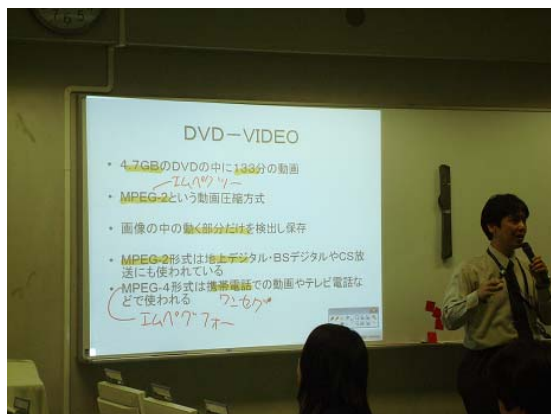 DVD－VIDEO
• 4.7GBのDVDの中に133分の動画
エムペグツー
• MPEG-2という動画圧縮方式
• 画像の中の動く部分だけを検出し保存
• MPEG-2形式は地上デジタル・BSデジタルやCS放
送にも使われている
• MPEG-4形式は携帯電話での動画やテレビ電話な
どで使われる ワンセグ
エムペグフォー